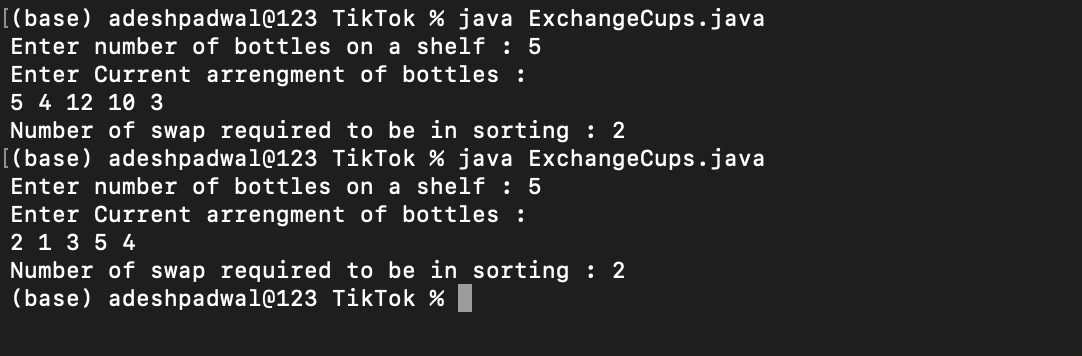 [(base) adeshpadwal@123 TikTok % java ExchangeCups.java
Enter number of bottles on a shelf : 5
Enter Current arrengment of bottles :
5 4 12 10 3
Number of swap required to be in sorting : 2
[(base) adeshpadwal@123 TikTok % java ExchangeCups.java
Enter number of bottles on a shelf : 5
Enter Current arrengment of bottles :
2 1 3 5 4
Number of swap required to be in sorting : 2
(base) adeshpadwal@123 TikTok %